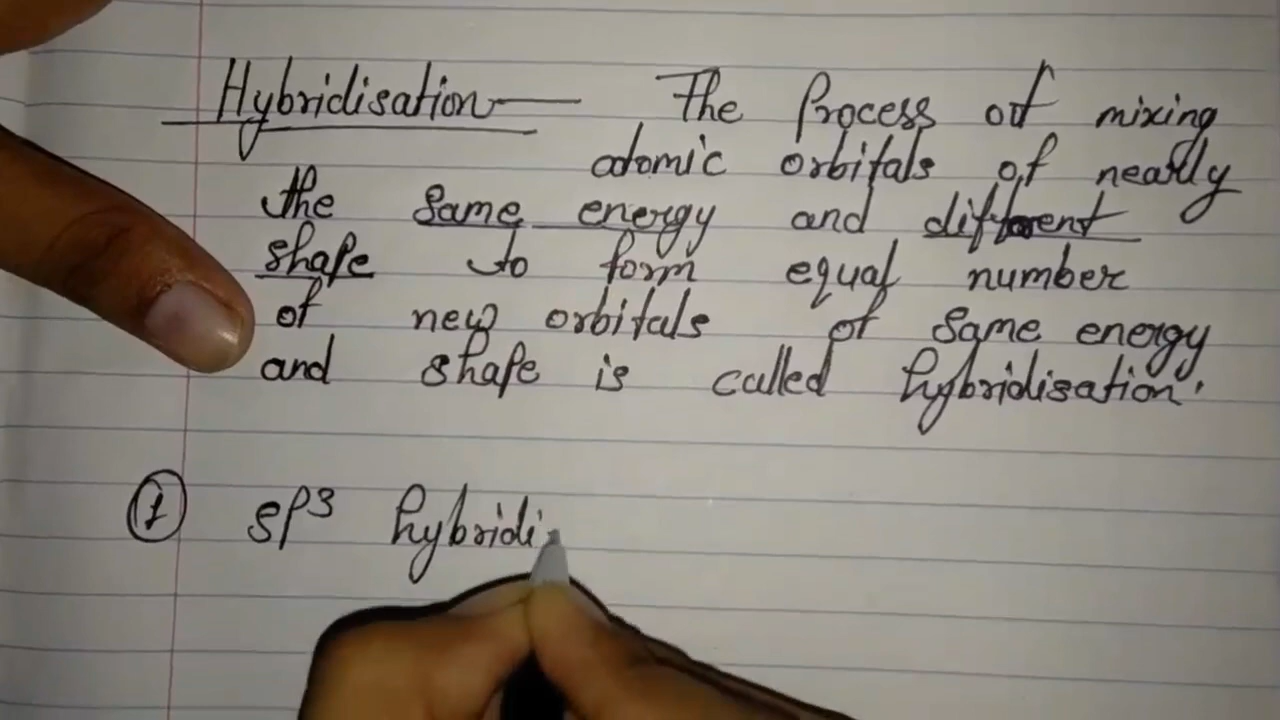 Hybridisation — The Process of mixing
atomic orbitals of nearly
the same energy and different
shape to form equal number
of new orbitals of same energy
and shape is called hybridisation.
① sp³ hybridi